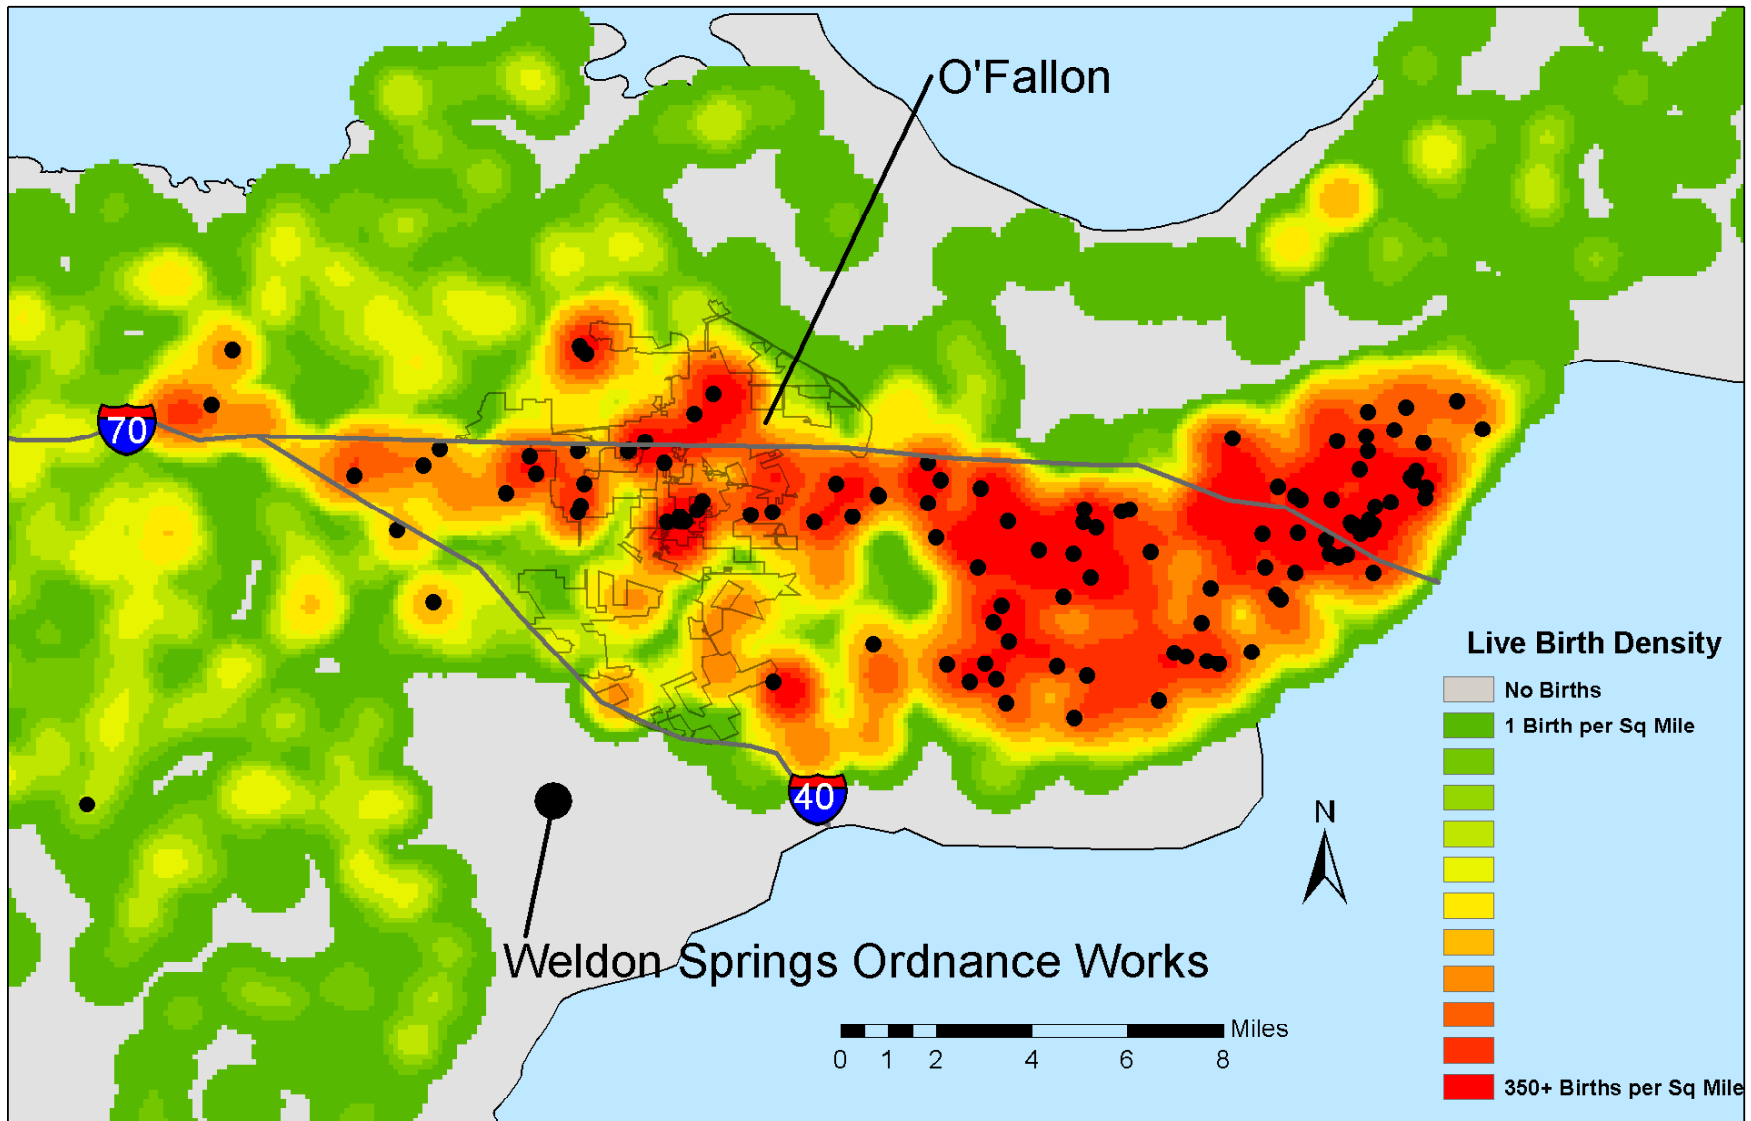 O'Fallon
70
Live Birth Density
No Births
1 Birth per Sq Mile
40
N
Weldon Springs Ordnance Works
Miles
0 1 2 4 6 8
350+ Births per Sq Mile